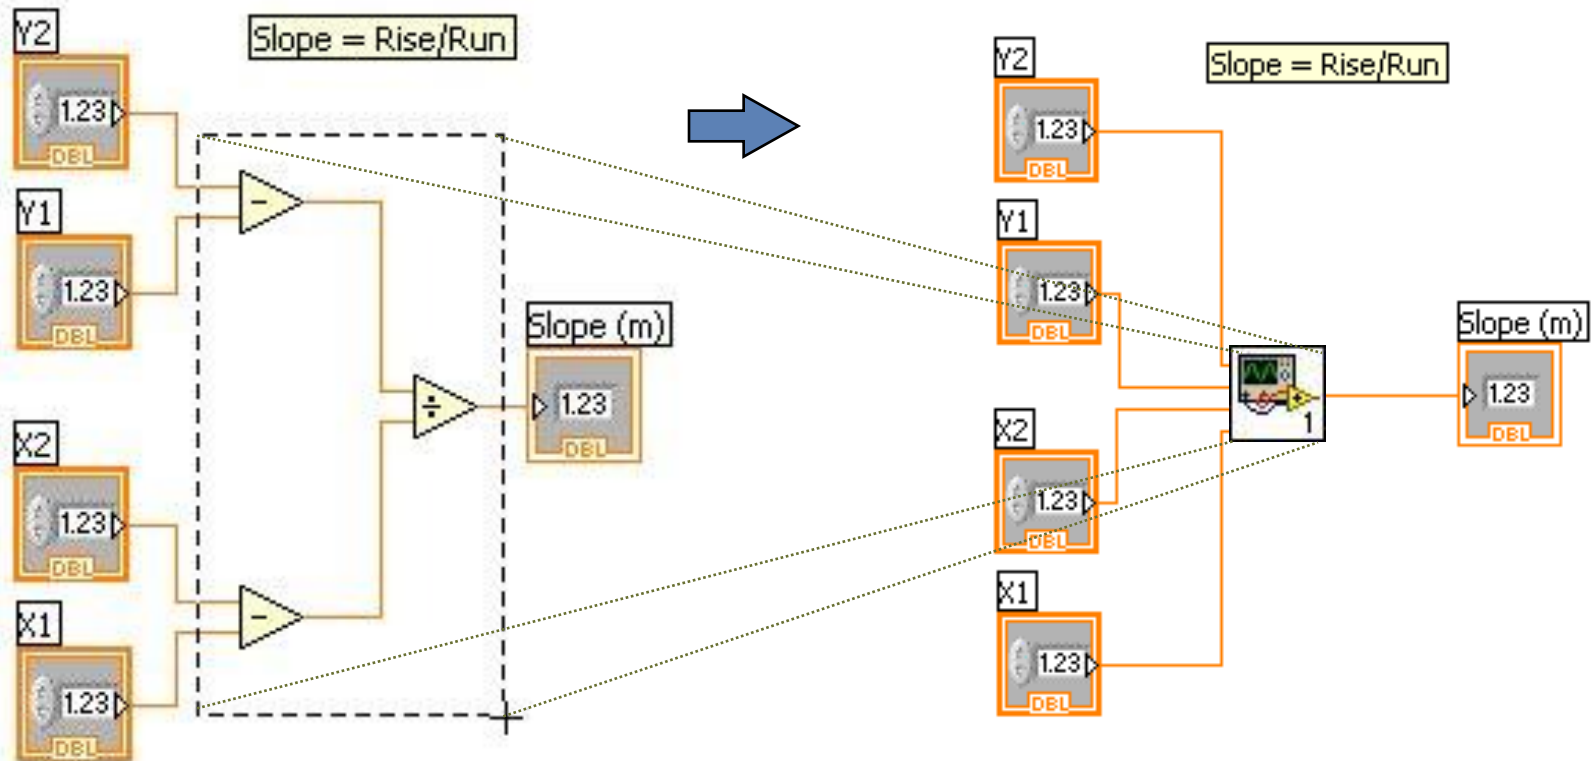 Y2
Slope = Rise/Run
1.23
DBL
Y1
1.23
DBL
Slope (m)
1.23
DBL
X2
1.23
DBL
X1
1.23
DBL
−
−
÷
Y2
Slope = Rise/Run
1.23
DBL
Y1
1.23
DBL
Slope (m)
1.23
DBL
1
X2
1.23
DBL
X1
1.23
DBL